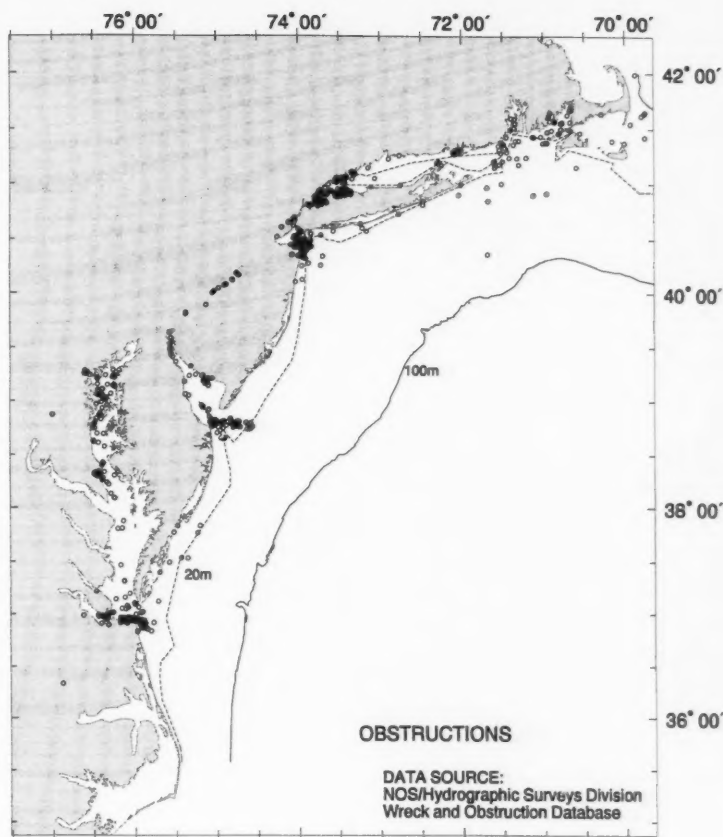 76° 00´
74° 00´
72° 00´
70° 00´
42° 00´
40° 00´
100m
38° 00´
20m
36° 00´
OBSTRUCTIONS
DATA SOURCE:
NOS/Hydrographic Surveys Division
Wreck and Obstruction Database